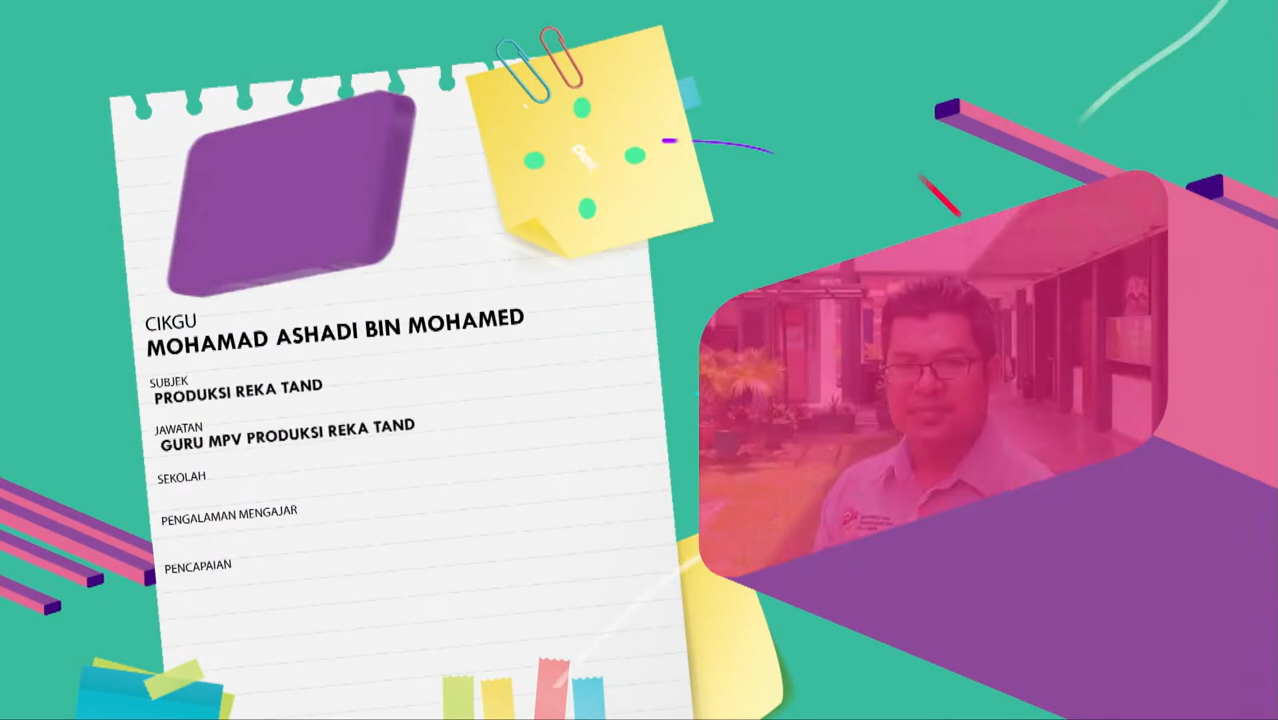 CIKGU
MOHAMAD ASHADI BIN MOHAMED
SUBJEK
PRODUKSI REKA TAND
JAWATAN
GURU MPV PRODUKSI REKA TAND
SEKOLAH
PENGALAMAN MENGAJAR
PENCAPAIAN